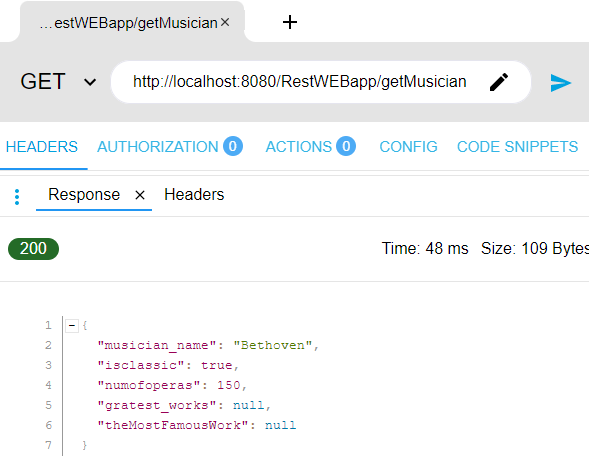 ...estWEBapp/getMusician × +
GET http://localhost:8080/RestWEBapp/getMusician
HEADERS AUTHORIZATION 0 ACTIONS 0 CONFIG CODE SNIPPETS
Response × Headers
200 Time: 48 ms Size: 109 Bytes
1 {
2 "musician_name": "Bethoven",
3 "isclassic": true,
4 "numofoperas": 150,
5 "gratest_works": null,
6 "theMostFamousWork": null
7 }